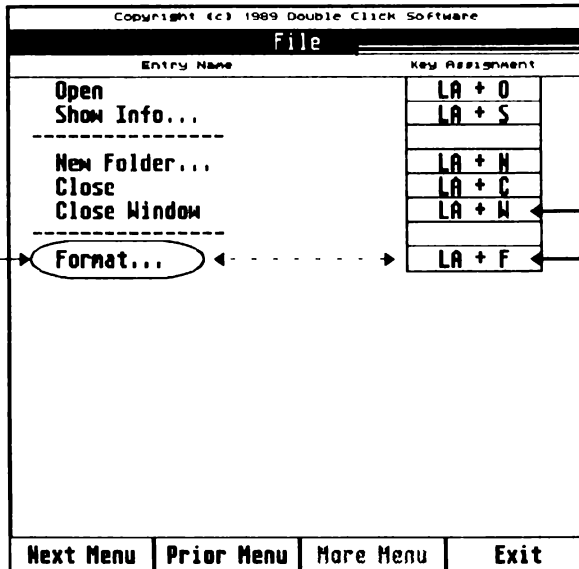 Copyright (c) 1989 Double Click Software
File
Entry Name Key Assignment
Open LA + O
Show Info... LA + S
--------------------
New Folder... LA + N
Close LA + C
Close Window LA + W
--------------------
Format... LA + F
Next Menu Prior Menu More Menu Exit